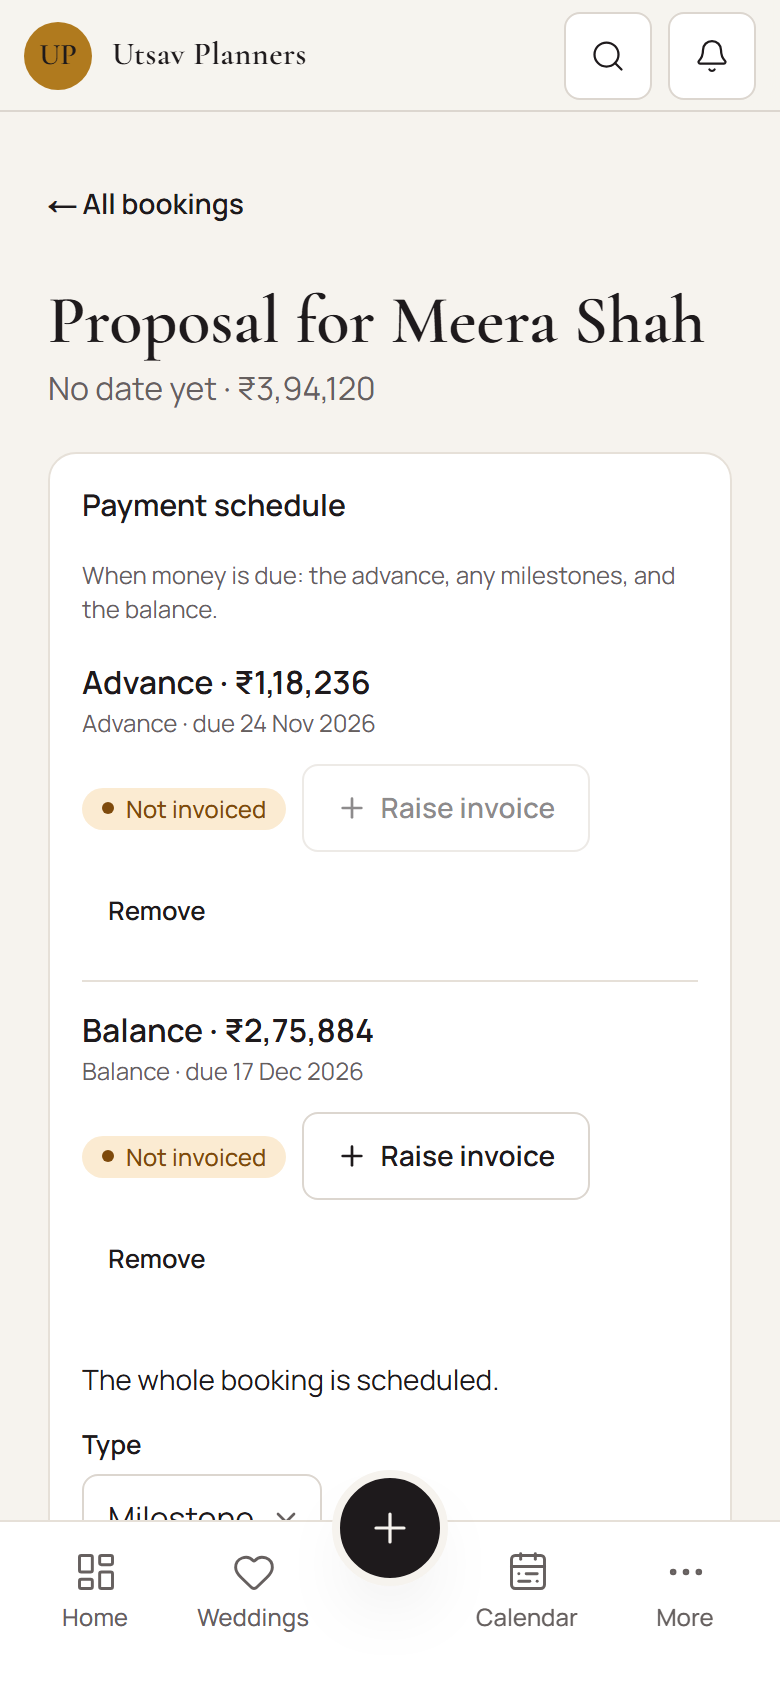 UP Utsav Planners
← All bookings
Proposal for Meera Shah
No date yet · ₹3,94,120
Payment schedule
When money is due: the advance, any milestones, and
the balance.
Advance · ₹1,18,236
Advance · due 24 Nov 2026
Not invoiced
+ Raise invoice
Remove
Balance · ₹2,75,884
Balance · due 17 Dec 2026
Not invoiced
+ Raise invoice
Remove
The whole booking is scheduled.
Type
Milestone
Home
Weddings
Calendar
More